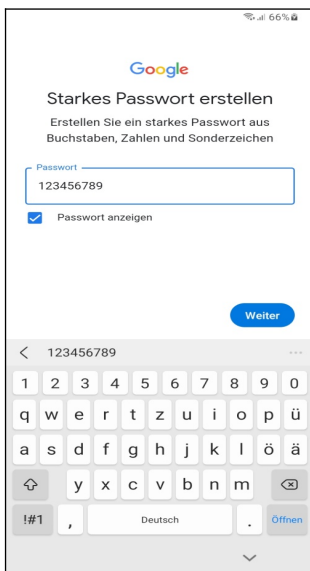 66%
Google
Starkes Passwort erstellen
Erstellen Sie ein starkes Passwort aus
Buchstaben, Zahlen und Sonderzeichen
Passwort
123456789
Passwort anzeigen
Weiter
123456789
1 2 3 4 5 6 7 8 9 0
q w e r t z u i o p ü
a s d f g h j k l ö ä
y x c v b n m
!#1 , Deutsch . Öffnen